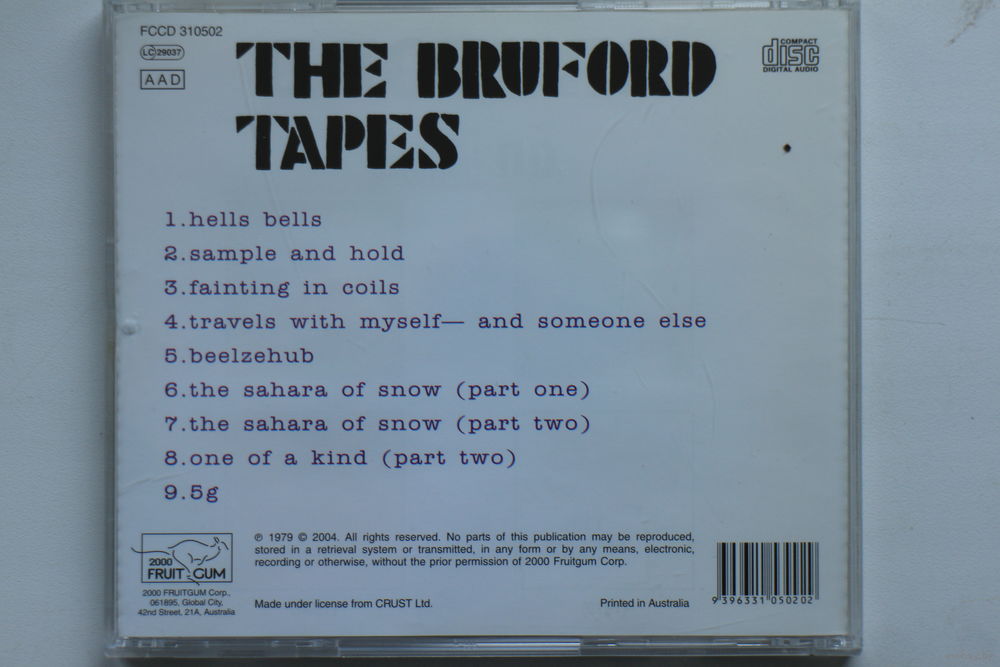 FCCD 310502
LC 29037
AAD
THE BRUFORD
TAPES
COMPACT
disc
DIGITAL AUDIO
1.hells bells
2.sample and hold
3.fainting in coils
4.travels with myself— and someone else
5.beelzehub
6.the sahara of snow (part one)
7.the sahara of snow (part two)
8.one of a kind (part two)
9.5g
2000
FRUIT GUM
2000 FRUITGUM Corp.,
061895, Global City,
42nd Street, 21A, Australia
℗ 1979 © 2004. All rights reserved. No parts of this publication may be reproduced,
stored in a retrieval system or transmitted, in any form or by any means, electronic,
recording or otherwise, without the prior permission of 2000 Fruitgum Corp.
Made under license from CRUST Ltd.
Printed in Australia
9 396331 050202